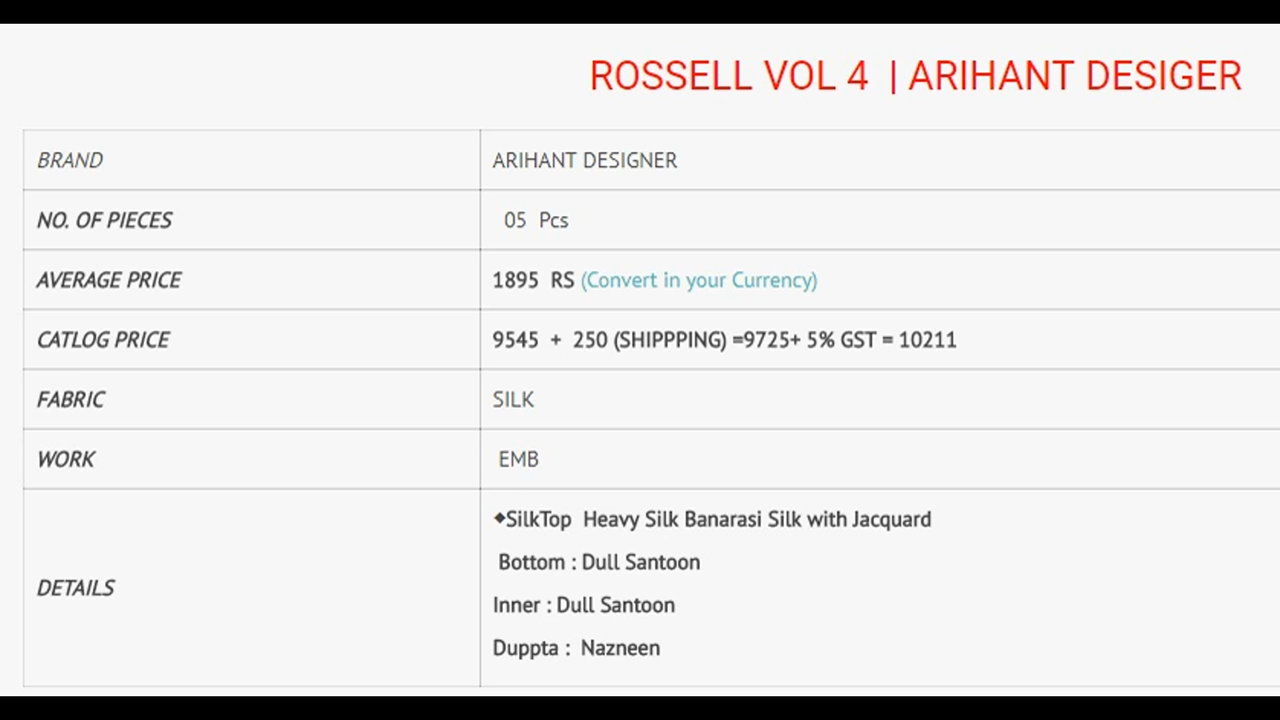 ROSSELL VOL 4 | ARIHANT DESIGER
BRAND ARIHANT DESIGNER
NO. OF PIECES 05 Pcs
AVERAGE PRICE 1895 RS (Convert in your Currency)
CATLOG PRICE 9545 + 250 (SHIPPPING) =9725+ 5% GST = 10211
FABRIC SILK
WORK EMB
DETAILS
◆SilkTop Heavy Silk Banarasi Silk with Jacquard
Bottom : Dull Santoon
Inner : Dull Santoon
Duppta : Nazneen